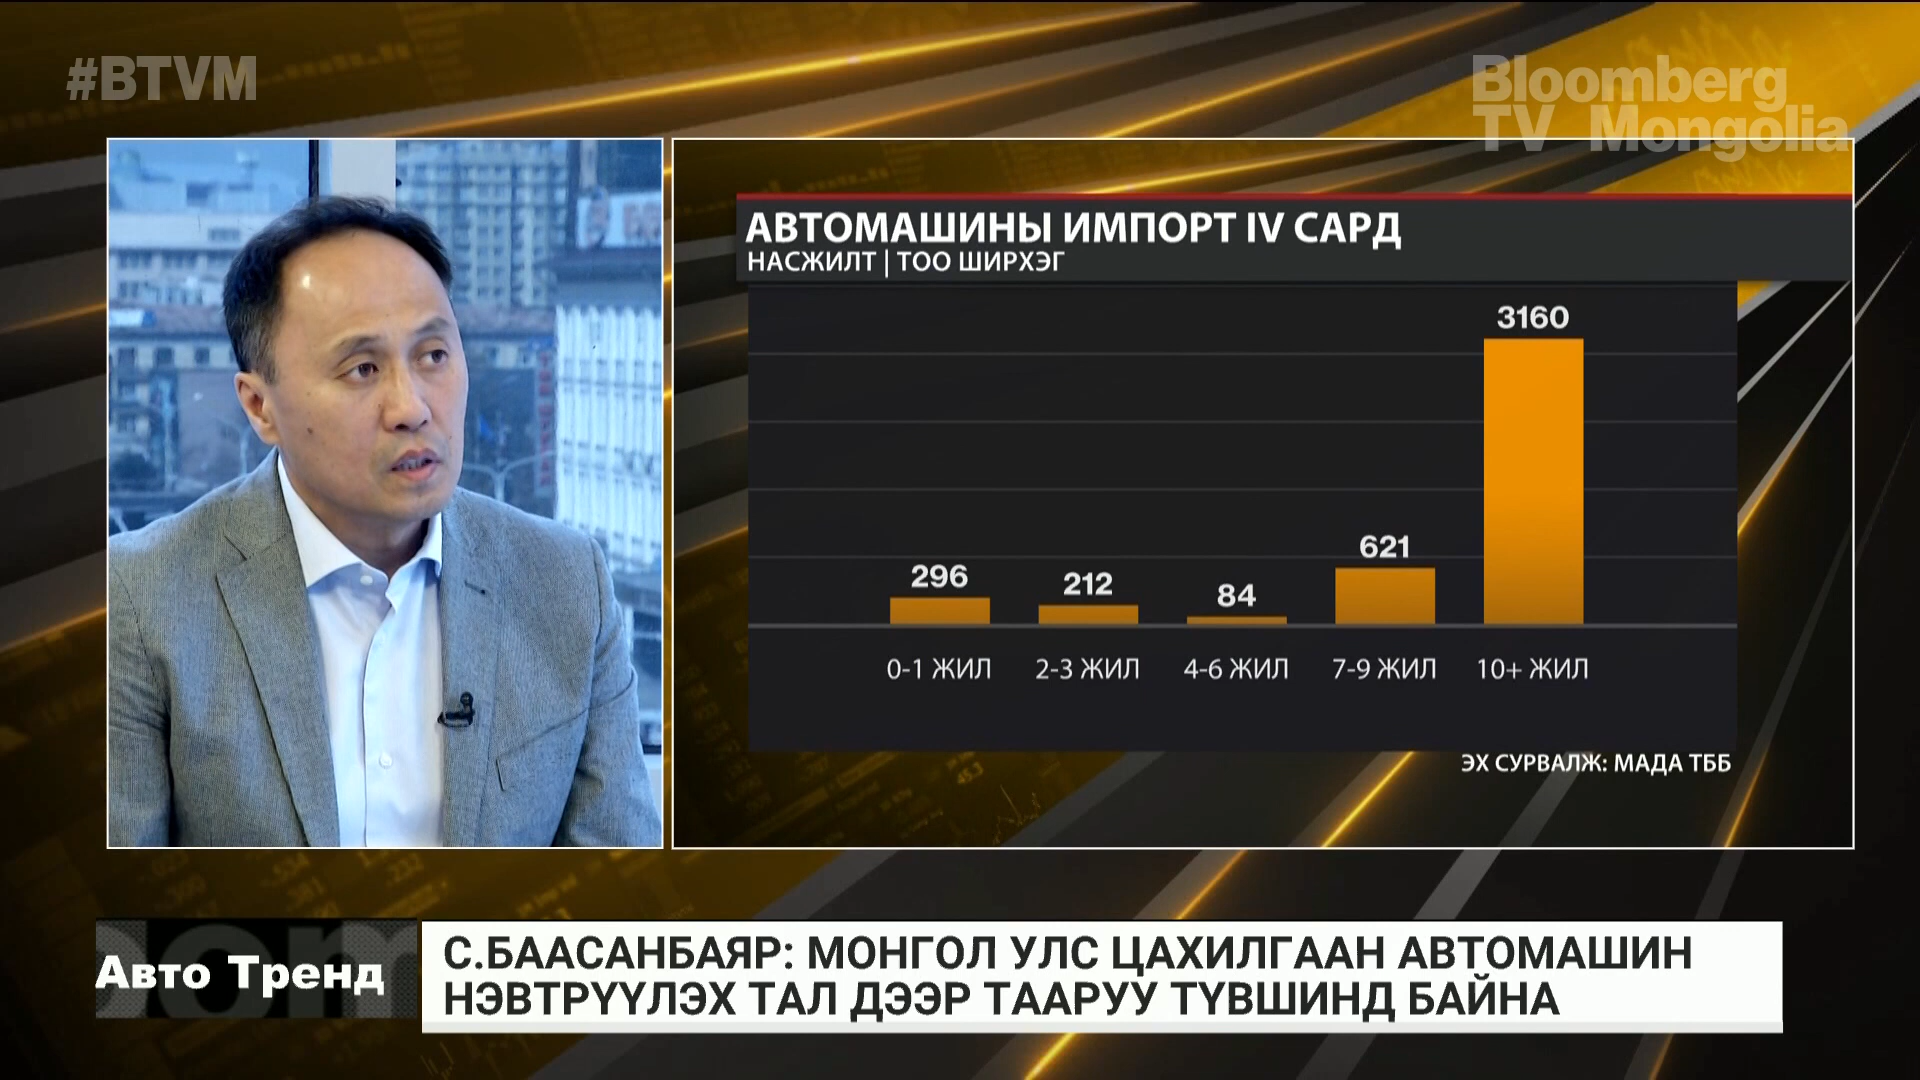 #BTVM
Bloomberg
TV Mongolia
АВТОМАШИНЫ ИМПОРТ IV САРД
НАСЖИЛТ | ТОО ШИРХЭГ
296
212
84
621
3160
0-1 ЖИЛ
2-3 ЖИЛ
4-6 ЖИЛ
7-9 ЖИЛ
10+ ЖИЛ
ЭХ СУРВАЛЖ: МАДА ТББ
Авто Тренд
С.БААСАНБАЯР: МОНГОЛ УЛС ЦАХИЛГААН АВТОМАШИН
НЭВТРҮҮЛЭХ ТАЛ ДЭЭР ТААРУУ ТҮВШИНД БАЙНА